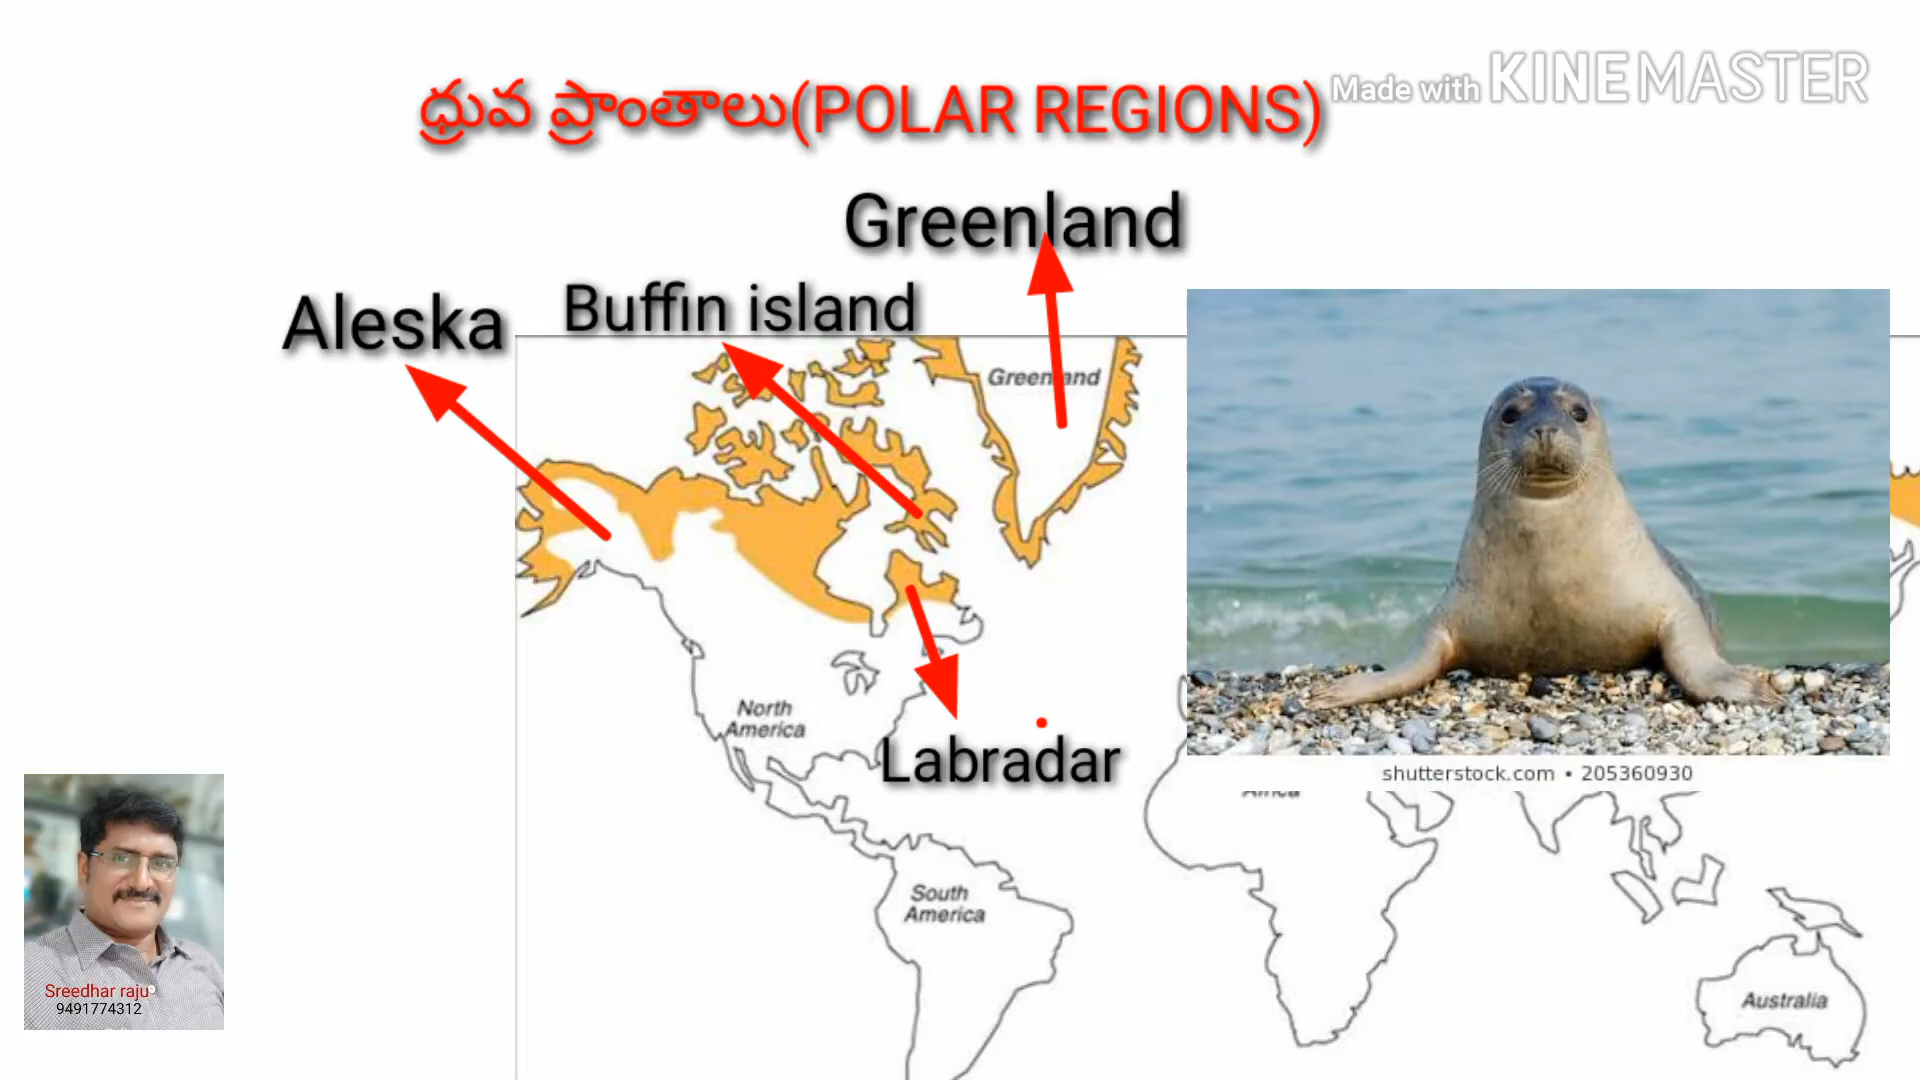 ధ్రువ ప్రాంతాలు(POLAR REGIONS)
Made with KINEMASTER
Greenland
Aleska
Buffin island
Greenland
North
America
Labradar
shutterstock.com • 205360930
Africa
South
America
Australia
Sreedhar raju
9491774312